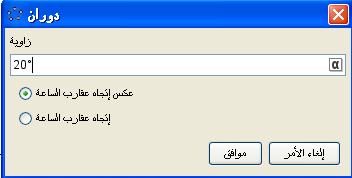 دوران
زاوية
20°
α
عكس إتجاه عقارب الساعة
إتجاه عقارب الساعة
إلغاء الأمر
موافق